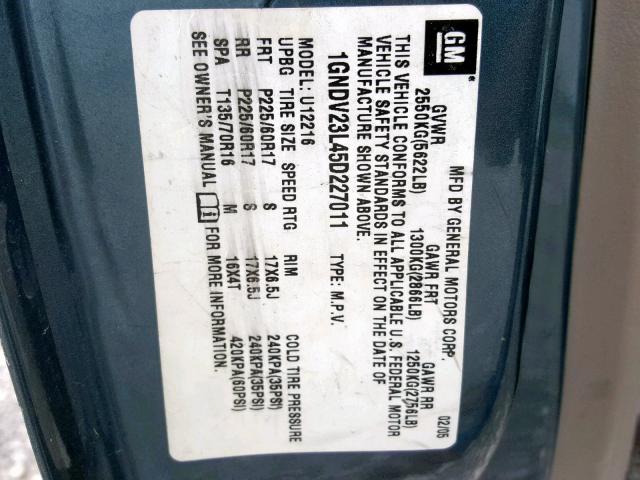 GM ®
MFD BY GENERAL MOTORS CORP. 02/05
GVWR GAWR FRT GAWR RR
2550KG(5622LB) 1300KG(2866LB) 1250KG(2756LB)
THIS VEHICLE CONFORMS TO ALL APPLICABLE U.S. FEDERAL MOTOR
VEHICLE SAFETY STANDARDS IN EFFECT ON THE DATE OF
MANUFACTURE SHOWN ABOVE.
1GNDV23L45D227011 TYPE: M.P.V.
MODEL: U12216
UPBG TIRE SIZE SPEED RTG RIM COLD TIRE PRESSURE
FRT P225/60R17 S 17X6.5J 240KPA(35PSI)
RR P225/60R17 S 17X6.5J 240KPA(35PSI)
SPA T135/70R16 M 16X4T 420KPA(60PSI)
SEE OWNER'S MANUAL FOR MORE INFORMATION.